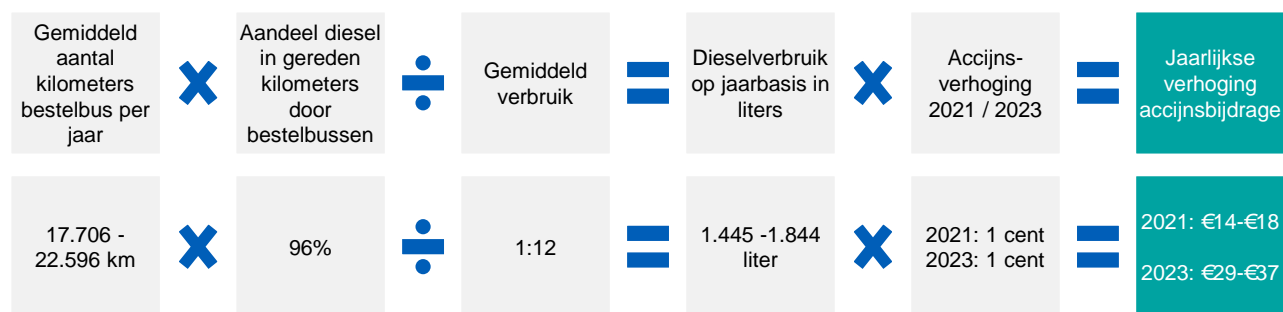 Gemiddeld
aantal
kilometers
bestelbus per
jaar
Aandeel diesel
in gereden
kilometers
door
bestelbussen
Gemiddeld
verbruik
Dieselverbruik
op jaarbasis in
liters
Accijns-
verhoging
2021 / 2023
Jaarlijkse
verhoging
accijnsbijdrage
17.706 -
22.596 km
96%
1:12
1.445 -1.844
liter
2021: 1 cent
2023: 1 cent
2021: €14-€18
2023: €29-€37